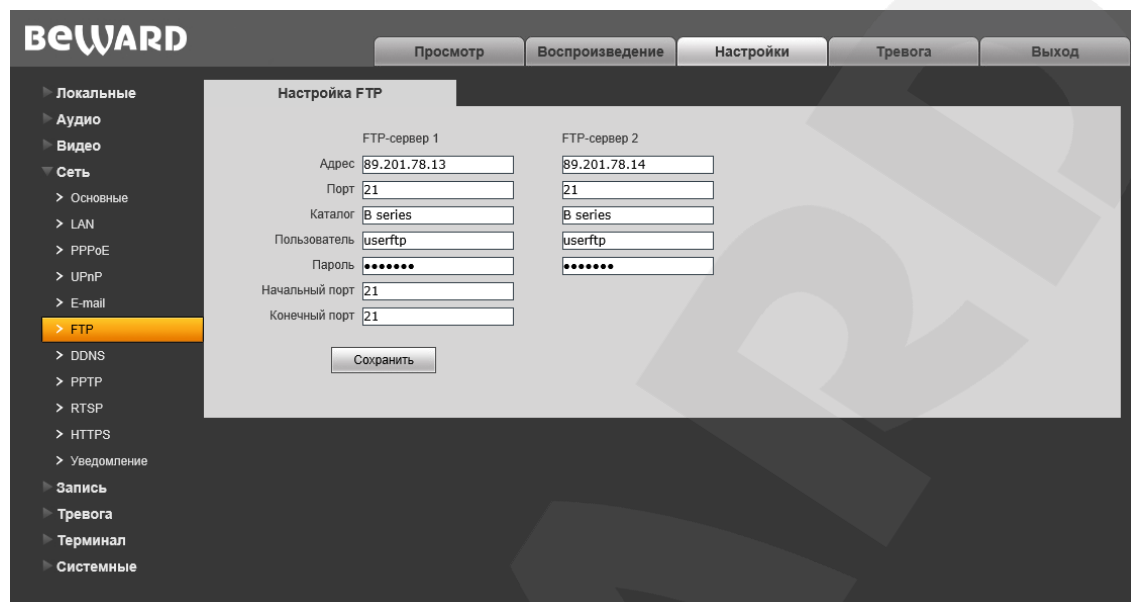 BEWARD
Просмотр Воспроизведение Настройки Тревога Выход
Локальные
Аудио
Видео
Сеть
Основные
LAN
PPPoE
UPnP
E-mail
FTP
DDNS
PPTP
RTSP
HTTPS
Уведомление
Запись
Тревога
Терминал
Системные
Настройка FTP
FTP-сервер 1 FTP-сервер 2
Адрес 89.201.78.13 89.201.78.14
Порт 21 21
Каталог B series B series
Пользователь userftp userftp
Пароль ●●●●●●● ●●●●●●●
Начальный порт 21
Конечный порт 21
Сохранить